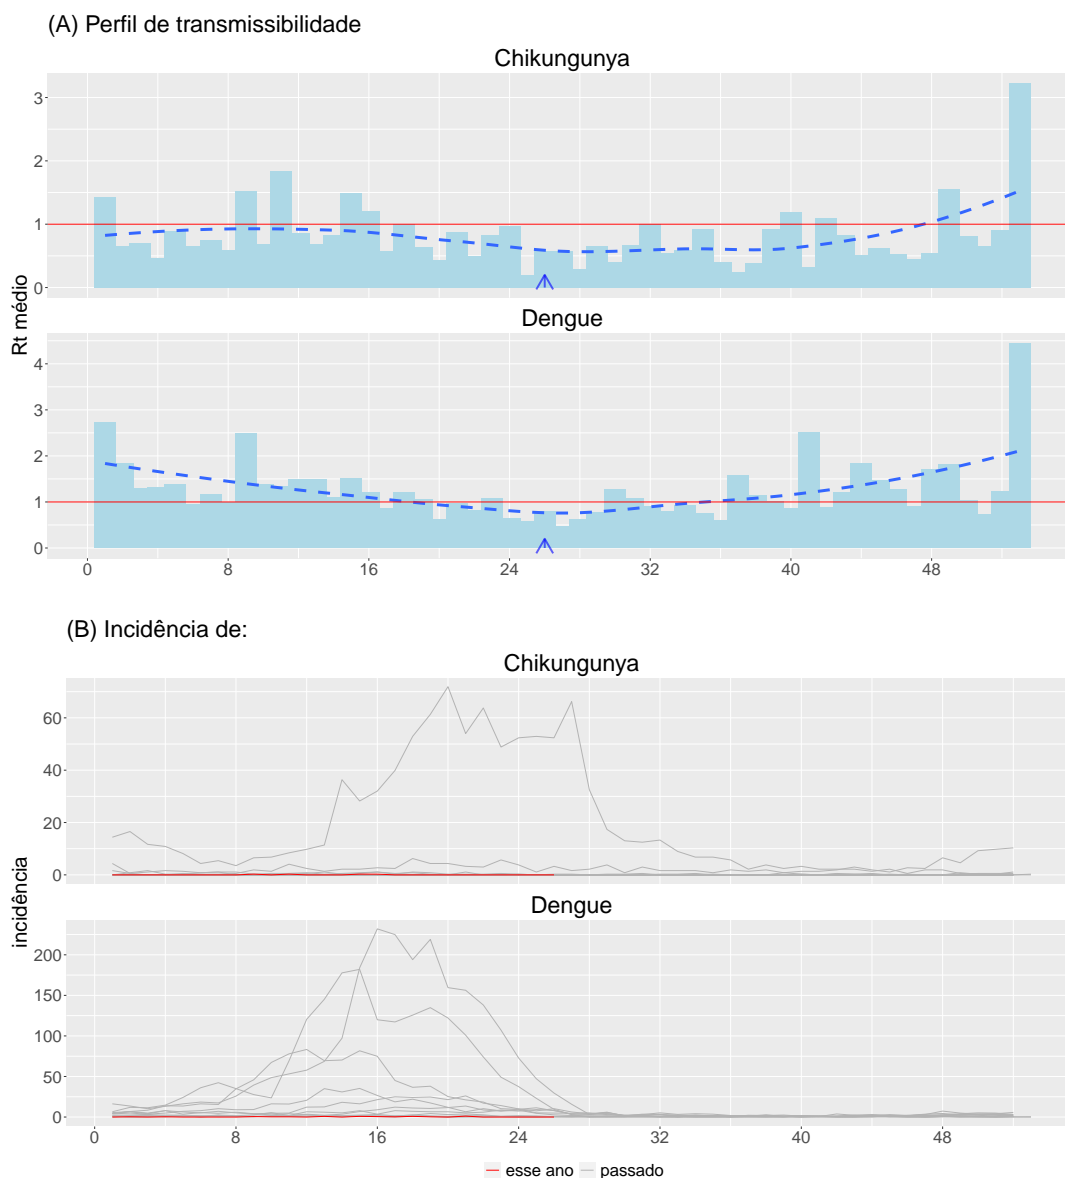 (A) Perfil de transmissibilidade
Chikungunya
3
2
1
0
Dengue
4
3
2
1
0
Rt médio
0 8 16 24 32 40 48
(B) Incidência de:
Chikungunya
60
40
20
0
Dengue
200
150
100
50
0
incidência
0 8 16 24 32 40 48
esse ano passado